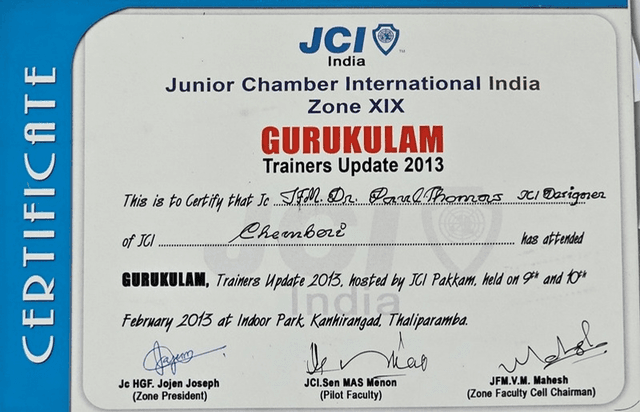 CERTIFICATE
JCI
India
Junior Chamber International India
Zone XIX
GURUKULAM
Trainers Update 2013
This is to Certify that Jc JFM. Dr. Paul Thomas JCI Designer
of JCI Chemberi has attended
GURUKULAM, Trainers Update 2013, hosted by JCI Pakkam, held on 9th and 10th
February 2013 at Indoor Park, Kanhirangad, Thaliparamba.
Jc HGF. Jojen Joseph JCI.Sen MAS Menon JFM.V.M. Mahesh
(Zone President) (Pilot Faculty) (Zone Faculty Cell Chairman)